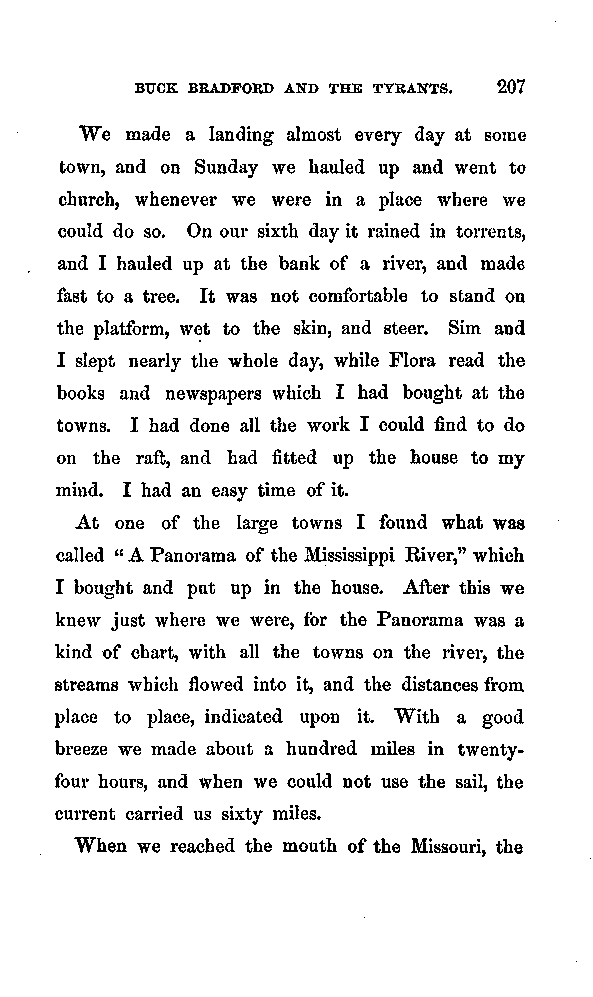 BUCK BRADFORD AND THE TYRANTS. 207
We made a landing almost every day at some
town, and on Sunday we hauled up and went to
church, whenever we were in a place where we
could do so. On our sixth day it rained in torrents,
and I hauled up at the bank of a river, and made
fast to a tree. It was not comfortable to stand on
the platform, wet to the skin, and steer. Sim and
I slept nearly the whole day, while Flora read the
books and newspapers which I had bought at the
towns. I had done all the work I could find to do
on the raft, and had fitted up the house to my
mind. I had an easy time of it.
At one of the large towns I found what was
called “A Panorama of the Mississippi River,” which
I bought and put up in the house. After this we
knew just where we were, for the Panorama was a
kind of chart, with all the towns on the river, the
streams which flowed into it, and the distances from
place to place, indicated upon it. With a good
breeze we made about a hundred miles in twenty-
four hours, and when we could not use the sail, the
current carried us sixty miles.
When we reached the mouth of the Missouri, the